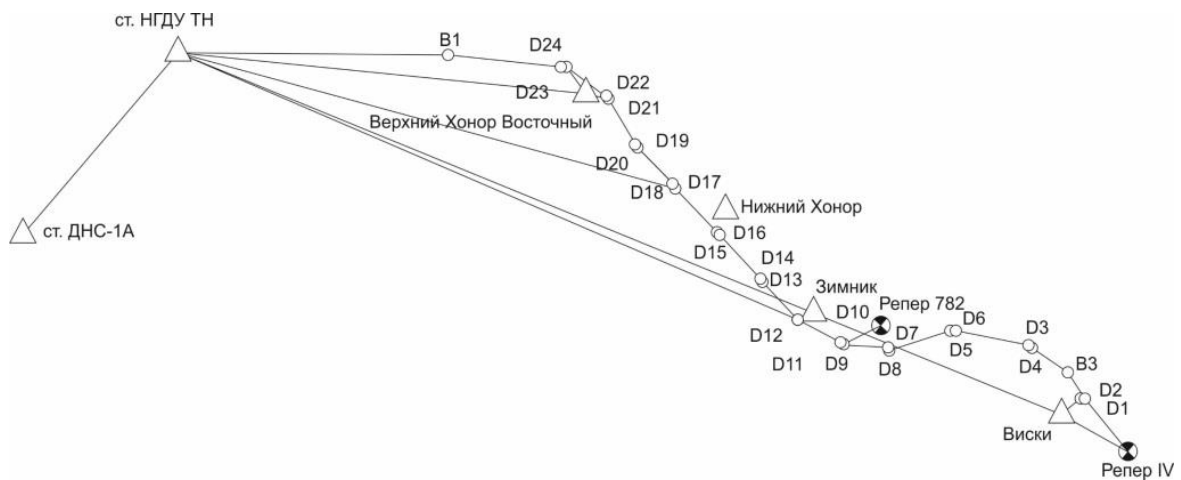 ст. НГДУ ТН
B1
D24
D22
D23
D21
Верхний Хонор Восточный
D19
D20
D17
D18
Нижний Хонор
ст. ДНС-1А
D16
D15
D14
D13
Зимник
Репер 782
D10
D12
D7
D6
D3
D11
D9
D8
D5
D4
B3
D2
D1
Виски
Репер IV